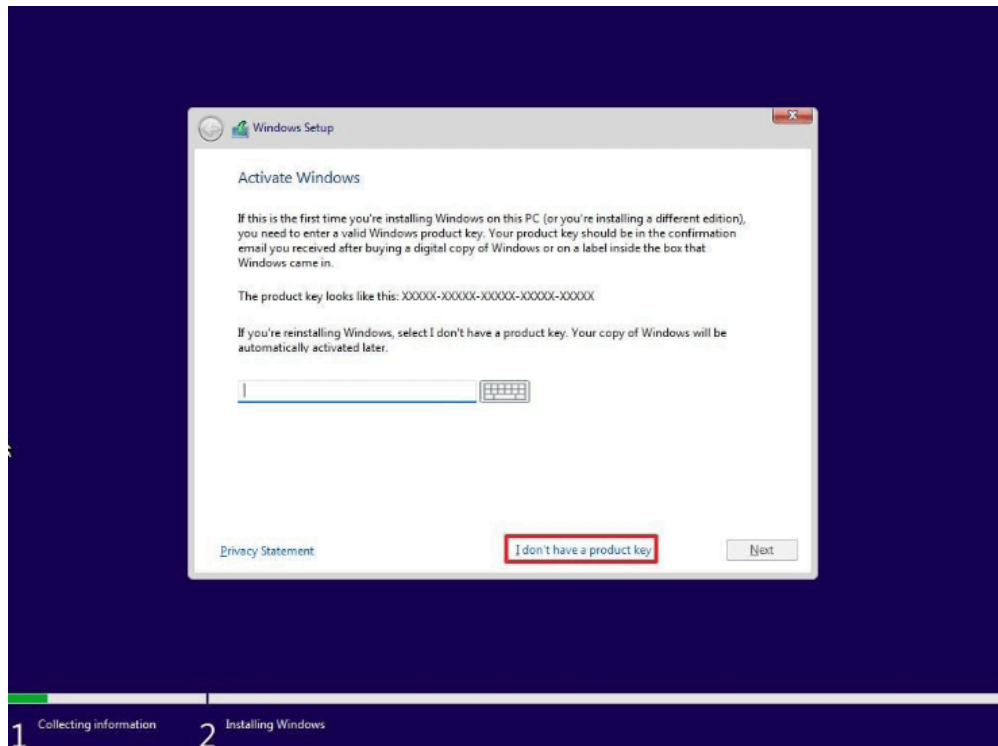 Windows Setup
X
Activate Windows
If this is the first time you're installing Windows on this PC (or you're installing a different edition),
you need to enter a valid Windows product key. Your product key should be in the confirmation
email you received after buying a digital copy of Windows or on a label inside the box that
Windows came in.
The product key looks like this: XXXXX-XXXXX-XXXXX-XXXXX-XXXXX
If you're reinstalling Windows, select I don't have a product key. Your copy of Windows will be
automatically activated later.
Privacy Statement
I don't have a product key
Next
1 Collecting information
2 Installing Windows